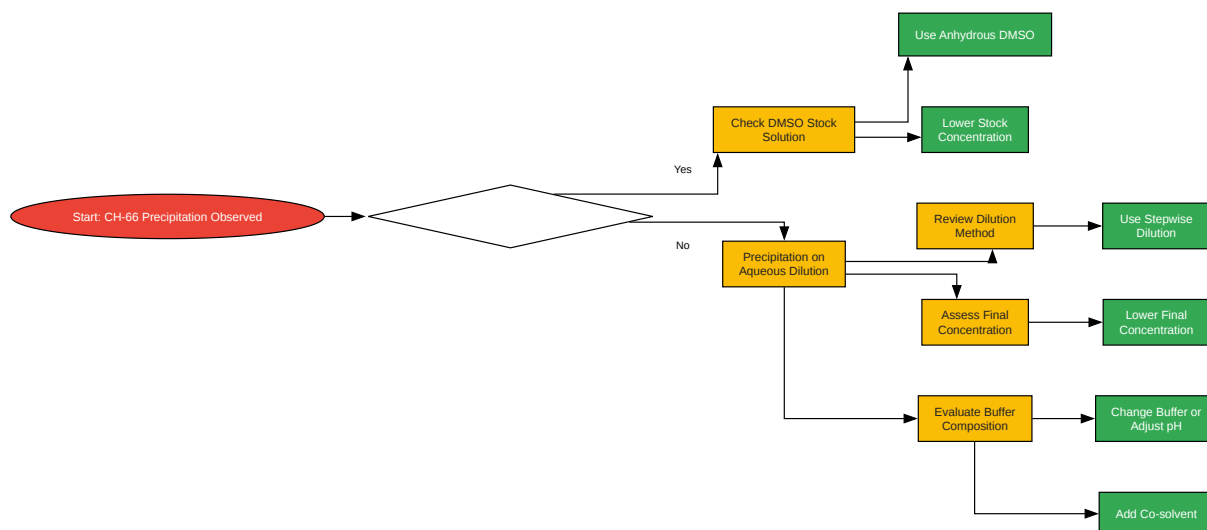 Use Anhydrous DMSO
Check DMSO Stock
Solution
Lower Stock
Concentration
Yes
Start: CH-66 Precipitation Observed
No
Review Dilution
Method
Use Stepwise
Dilution
Precipitation on
Aqueous Dilution
Assess Final
Concentration
Lower Final
Concentration
Evaluate Buffer
Composition
Change Buffer or
Adjust pH
Add Co-solvent